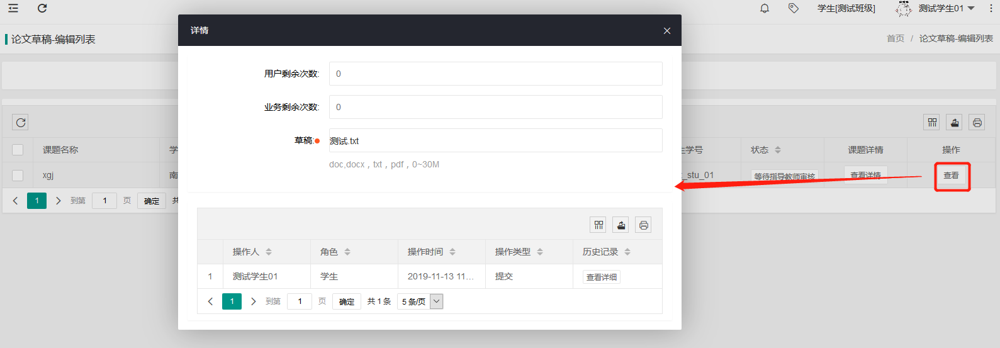 学生[测试班级]
测试学生01
论文草稿-编辑列表
首页 / 论文草稿-编辑列表
详情
用户剩余次数: 0
业务剩余次数: 0
草稿: 测试.txt
doc,docx，txt，pdf，0~30M
课题名称 学 生学号 状态 课题详情 操作
xgj 南 _stu_01 等待指导教师审核 查看详情 查看
1 到第 1 页 确定 共
操作人 角色 操作时间 操作类型 历史记录
1 测试学生01 学生 2019-11-13 11... 提交 查看详细
1 到第 1 页 确定 共 1 条 5 条/页